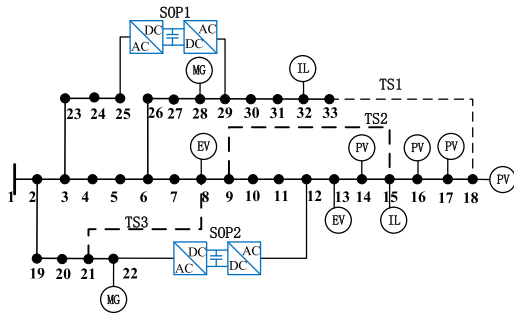 SOP1
DC
AC
DC
AC
MG
IL
TS1
23 24 25 26 27 28 29 30 31 32 33
EV
TS2
PV
PV
PV
PV
1 2 3 4 5 6 7 8 9 10 11 12 13 14 15 16 17 18
EV
IL
TS3
SOP2
DC
AC
AC
DC
19 20 21 22
MG